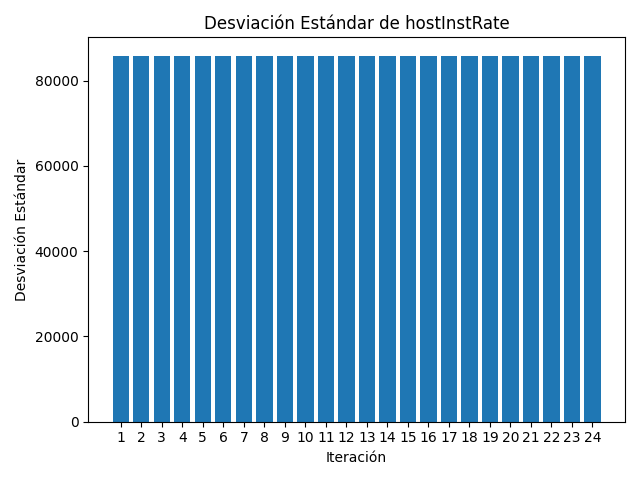 Desviación Estándar de hostInstRate
80000
60000
40000
20000
0
Desviación Estándar
1 2 3 4 5 6 7 8 9 10 11 12 13 14 15 16 17 18 19 20 21 22 23 24
Iteración